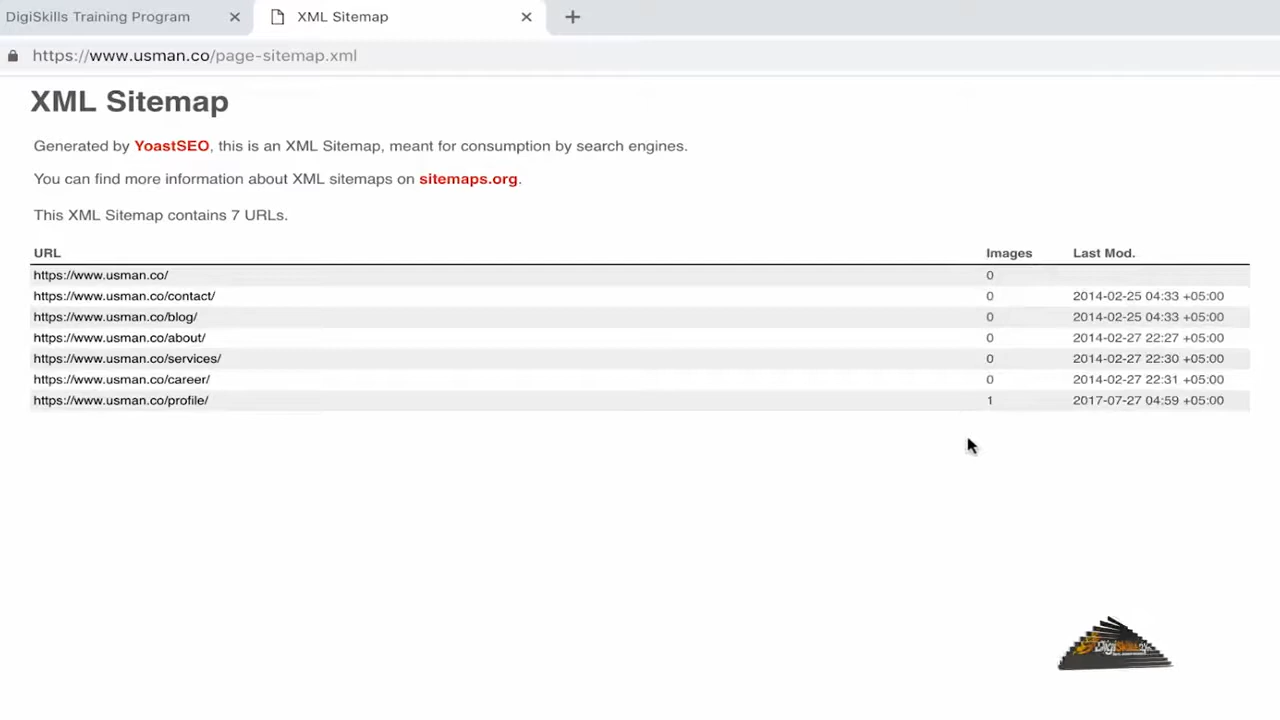 DigiSkills Training Program
XML Sitemap
https://www.usman.co/page-sitemap.xml
XML Sitemap
Generated by YoastSEO, this is an XML Sitemap, meant for consumption by search engines.
You can find more information about XML sitemaps on sitemaps.org.
This XML Sitemap contains 7 URLs.
URL Images Last Mod.
https://www.usman.co/ 0
https://www.usman.co/contact/ 0 2014-02-25 04:33 +05:00
https://www.usman.co/blog/ 0 2014-02-25 04:33 +05:00
https://www.usman.co/about/ 0 2014-02-27 22:27 +05:00
https://www.usman.co/services/ 0 2014-02-27 22:30 +05:00
https://www.usman.co/career/ 0 2014-02-27 22:31 +05:00
https://www.usman.co/profile/ 1 2017-07-27 04:59 +05:00